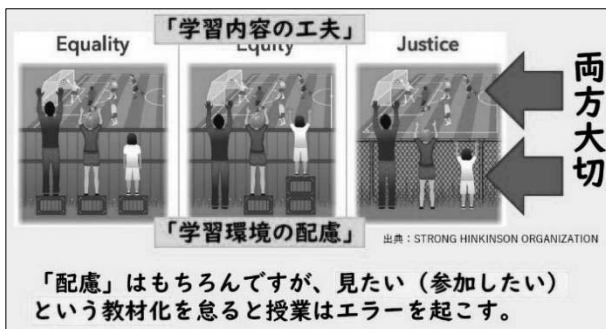 「学習内容の工夫」
Equality
Equity
Justice
両方大切
「学習環境の配慮」
出典：STRONG HINKINSON ORGANIZATION
「配慮」はもちろんですが、見たい（参加したい）
という教材化を怠ると授業はエラーを起こす。